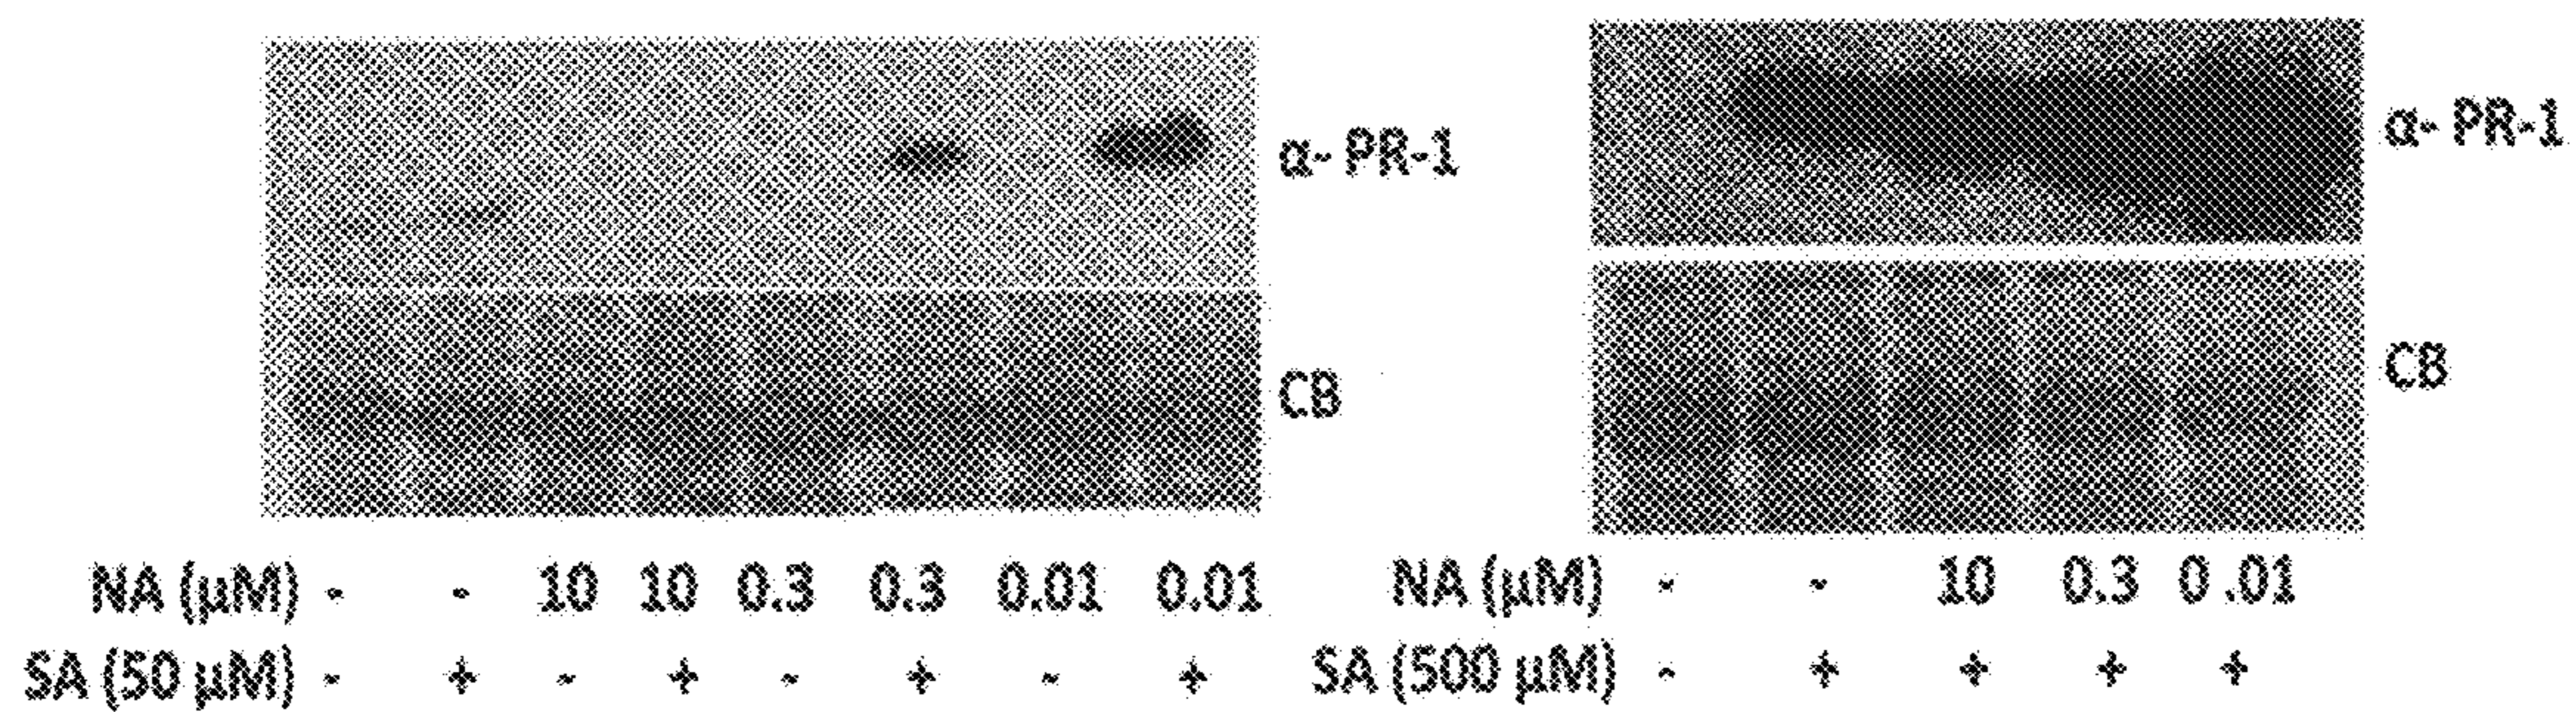 α- PR-1
CB
NA (μM) - - 10 10 0.3 0.3 0.01 0.01
SA (50 μM) - + - + - + - +
α- PR-1
CB
NA (μM) - - 10 0.3 0 .01
SA (500 μM) - + + + +